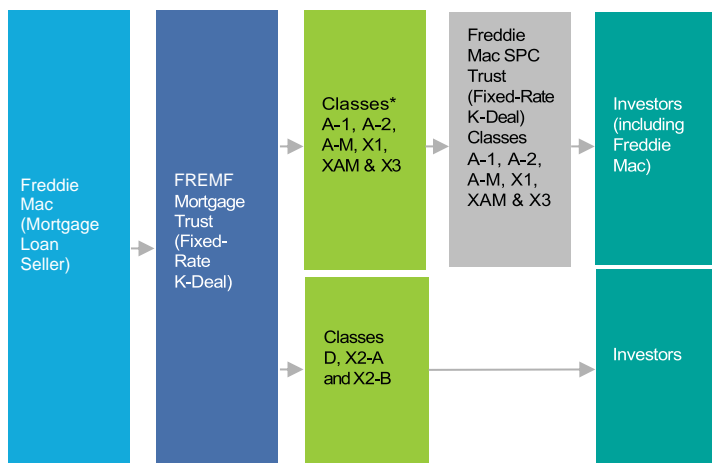 Freddie
Mac
(Mortgage
Loan
Seller)
FREMF
Mortgage
Trust
(Fixed-
Rate
K-Deal)
Classes*
A-1, A-2,
A-M, X1,
XAM & X3
Freddie
Mac SPC
Trust
(Fixed-Rate
K-Deal)
Classes
A-1, A-2,
A-M, X1,
XAM & X3
Investors
(including
Freddie
Mac)
Classes
D, X2-A
and X2-B
Investors